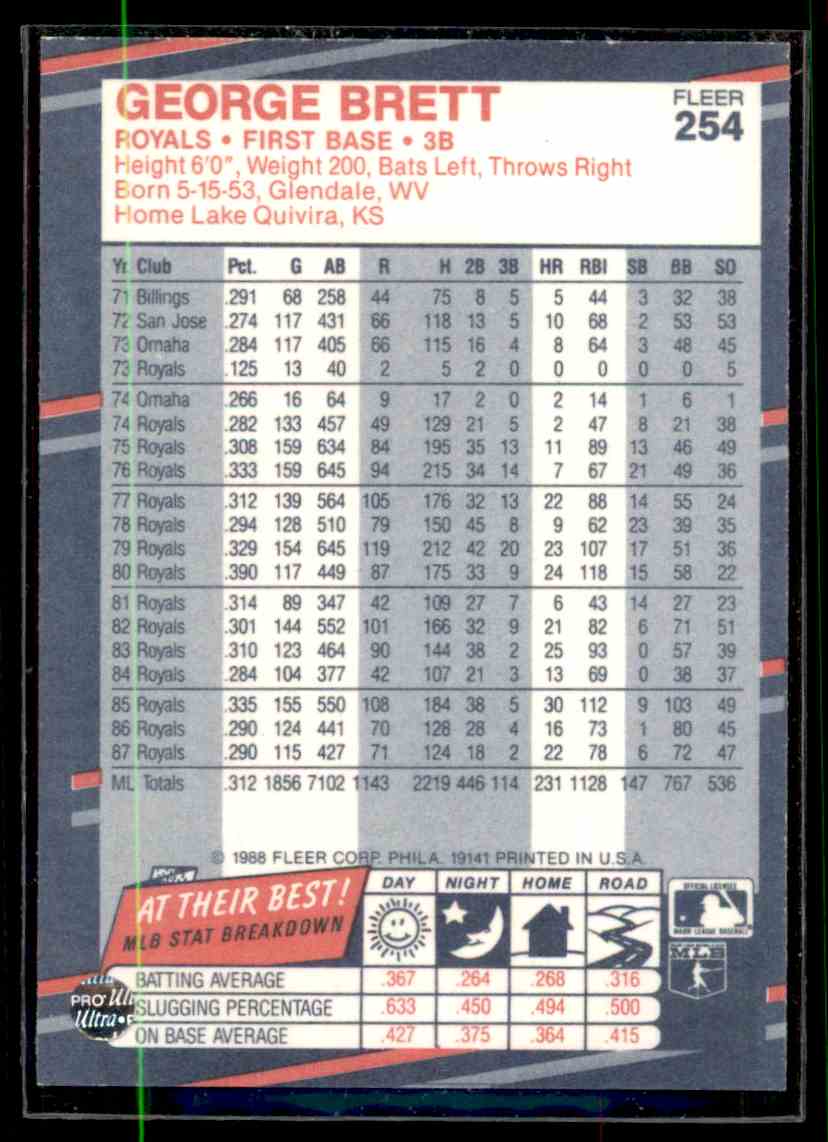 GEORGE BRETT
FLEER
254
ROYALS • FIRST BASE • 3B
Height 6'0", Weight 200, Bats Left, Throws Right
Born 5-15-53, Glendale, WV
Home Lake Quivira, KS
Yr. Club Pct. G AB R H 2B 3B HR RBI SB BB SO
71 Billings .291 68 258 44 75 8 5 5 44 3 32 38
72 San Jose .274 117 431 66 118 13 5 10 68 2 53 53
73 Omaha .284 117 405 66 115 16 4 8 64 3 48 45
73 Royals .125 13 40 2 5 2 0 0 0 0 0 5
74 Omaha .266 16 64 9 17 2 0 2 14 1 6 1
74 Royals .282 133 457 49 129 21 5 2 47 8 21 38
75 Royals .308 159 634 84 195 35 13 11 89 13 46 49
76 Royals .333 159 645 94 215 34 14 7 67 21 49 36
77 Royals .312 139 564 105 176 32 13 22 88 14 55 24
78 Royals .294 128 510 79 150 45 8 9 62 23 39 35
79 Royals .329 154 645 119 212 42 20 23 107 17 51 36
80 Royals .390 117 449 87 175 33 9 24 118 15 58 22
81 Royals .314 89 347 42 109 27 7 6 43 14 27 23
82 Royals .301 144 552 101 166 32 9 21 82 6 71 51
83 Royals .310 123 464 90 144 38 2 25 93 0 57 39
84 Royals .284 104 377 42 107 21 3 13 69 0 38 37
85 Royals .335 155 550 108 184 38 5 30 112 9 103 49
86 Royals .290 124 441 70 128 28 4 16 73 1 80 45
87 Royals .290 115 427 71 124 18 2 22 78 6 72 47
ML Totals .312 1856 7102 1143 2219 446 114 231 1128 147 767 536
© 1988 FLEER CORP. PHILA. 19141 PRINTED IN U.S.A.
AT THEIR BEST!
MLB STAT BREAKDOWN
DAY NIGHT HOME ROAD
OFFICIAL LICENSEE
MAJOR LEAGUE BASEBALL
MLB
BATTING AVERAGE .367 .264 .268 .316
SLUGGING PERCENTAGE .633 .450 .494 .500
ON BASE AVERAGE .427 .375 .364 .415
PRO Ul
Ultra • P